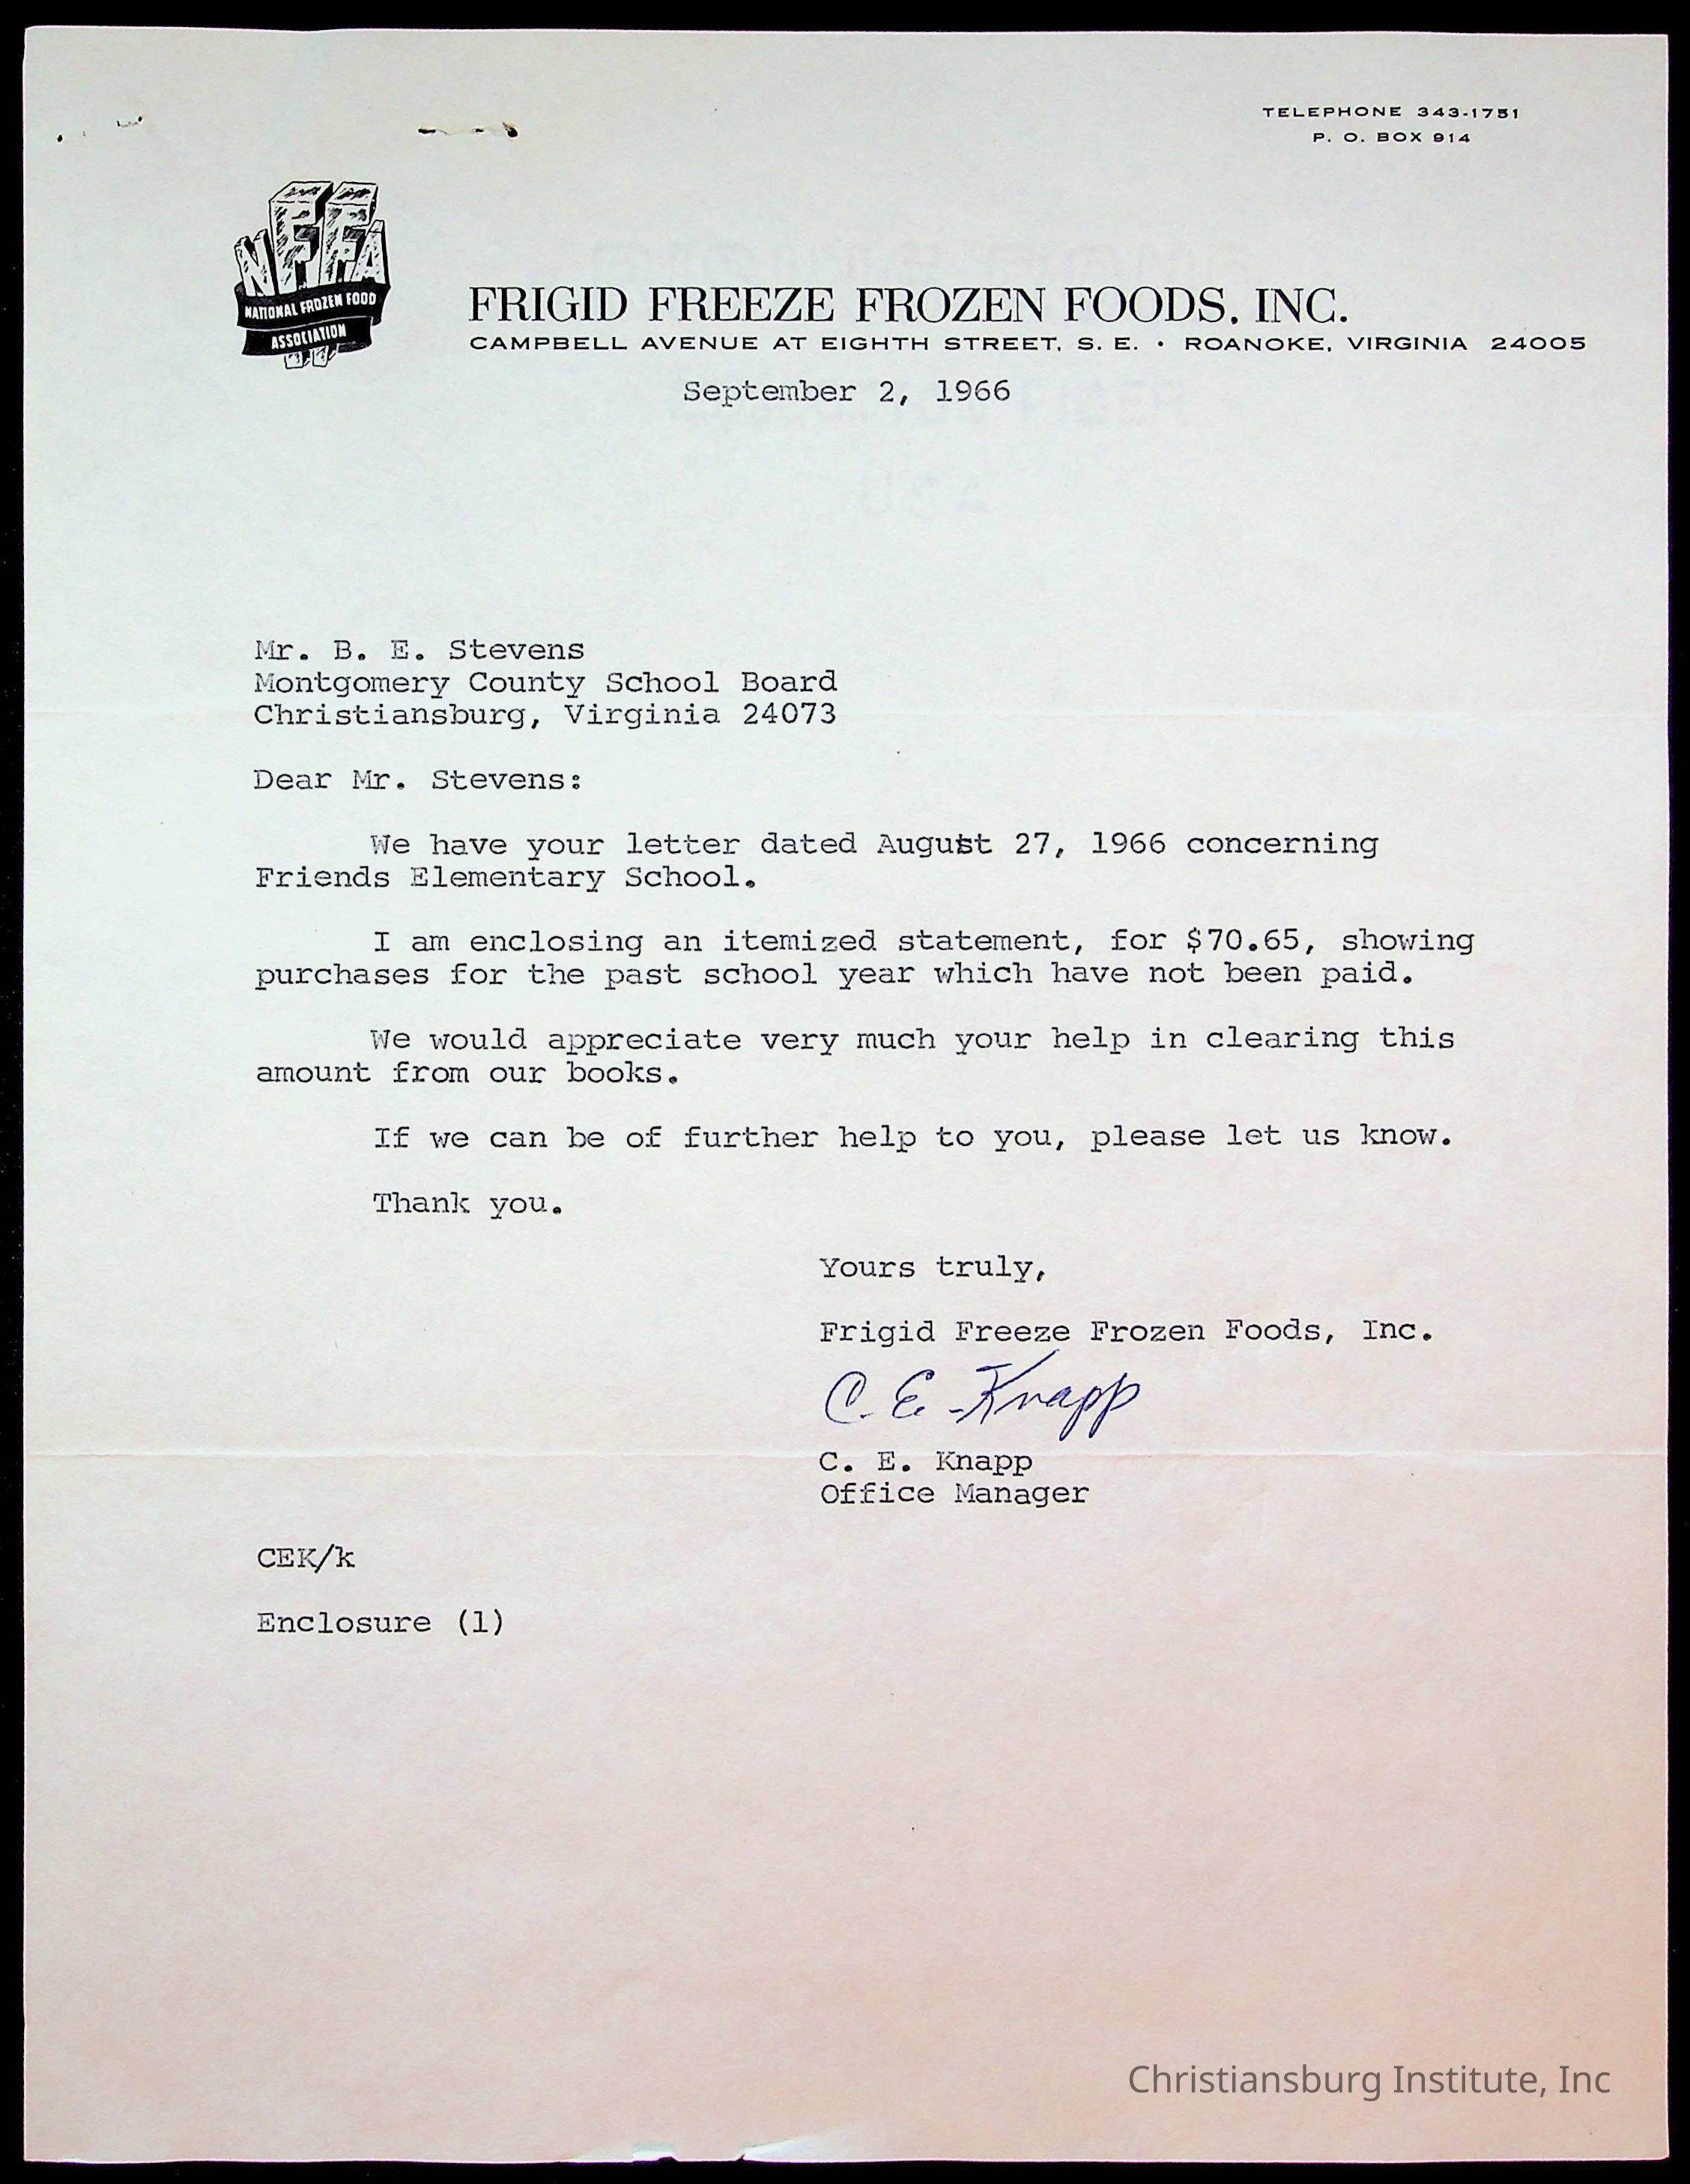 TELEPHONE 343-1751
P. O. BOX 914
NFFA
NATIONAL FROZEN FOOD
ASSOCIATION
FRIGID FREEZE FROZEN FOODS, INC.
CAMPBELL AVENUE AT EIGHTH STREET, S. E. • ROANOKE, VIRGINIA 24005
September 2, 1966
Mr. B. E. Stevens
Montgomery County School Board
Christiansburg, Virginia 24073
Dear Mr. Stevens:
We have your letter dated August 27, 1966 concerning
Friends Elementary School.
I am enclosing an itemized statement, for $70.65, showing
purchases for the past school year which have not been paid.
We would appreciate very much your help in clearing this
amount from our books.
If we can be of further help to you, please let us know.
Thank you.
Yours truly,
Frigid Freeze Frozen Foods, Inc.
C. E. Knapp
C. E. Knapp
Office Manager
CEK/k
Enclosure (1)
Christiansburg Institute, Inc